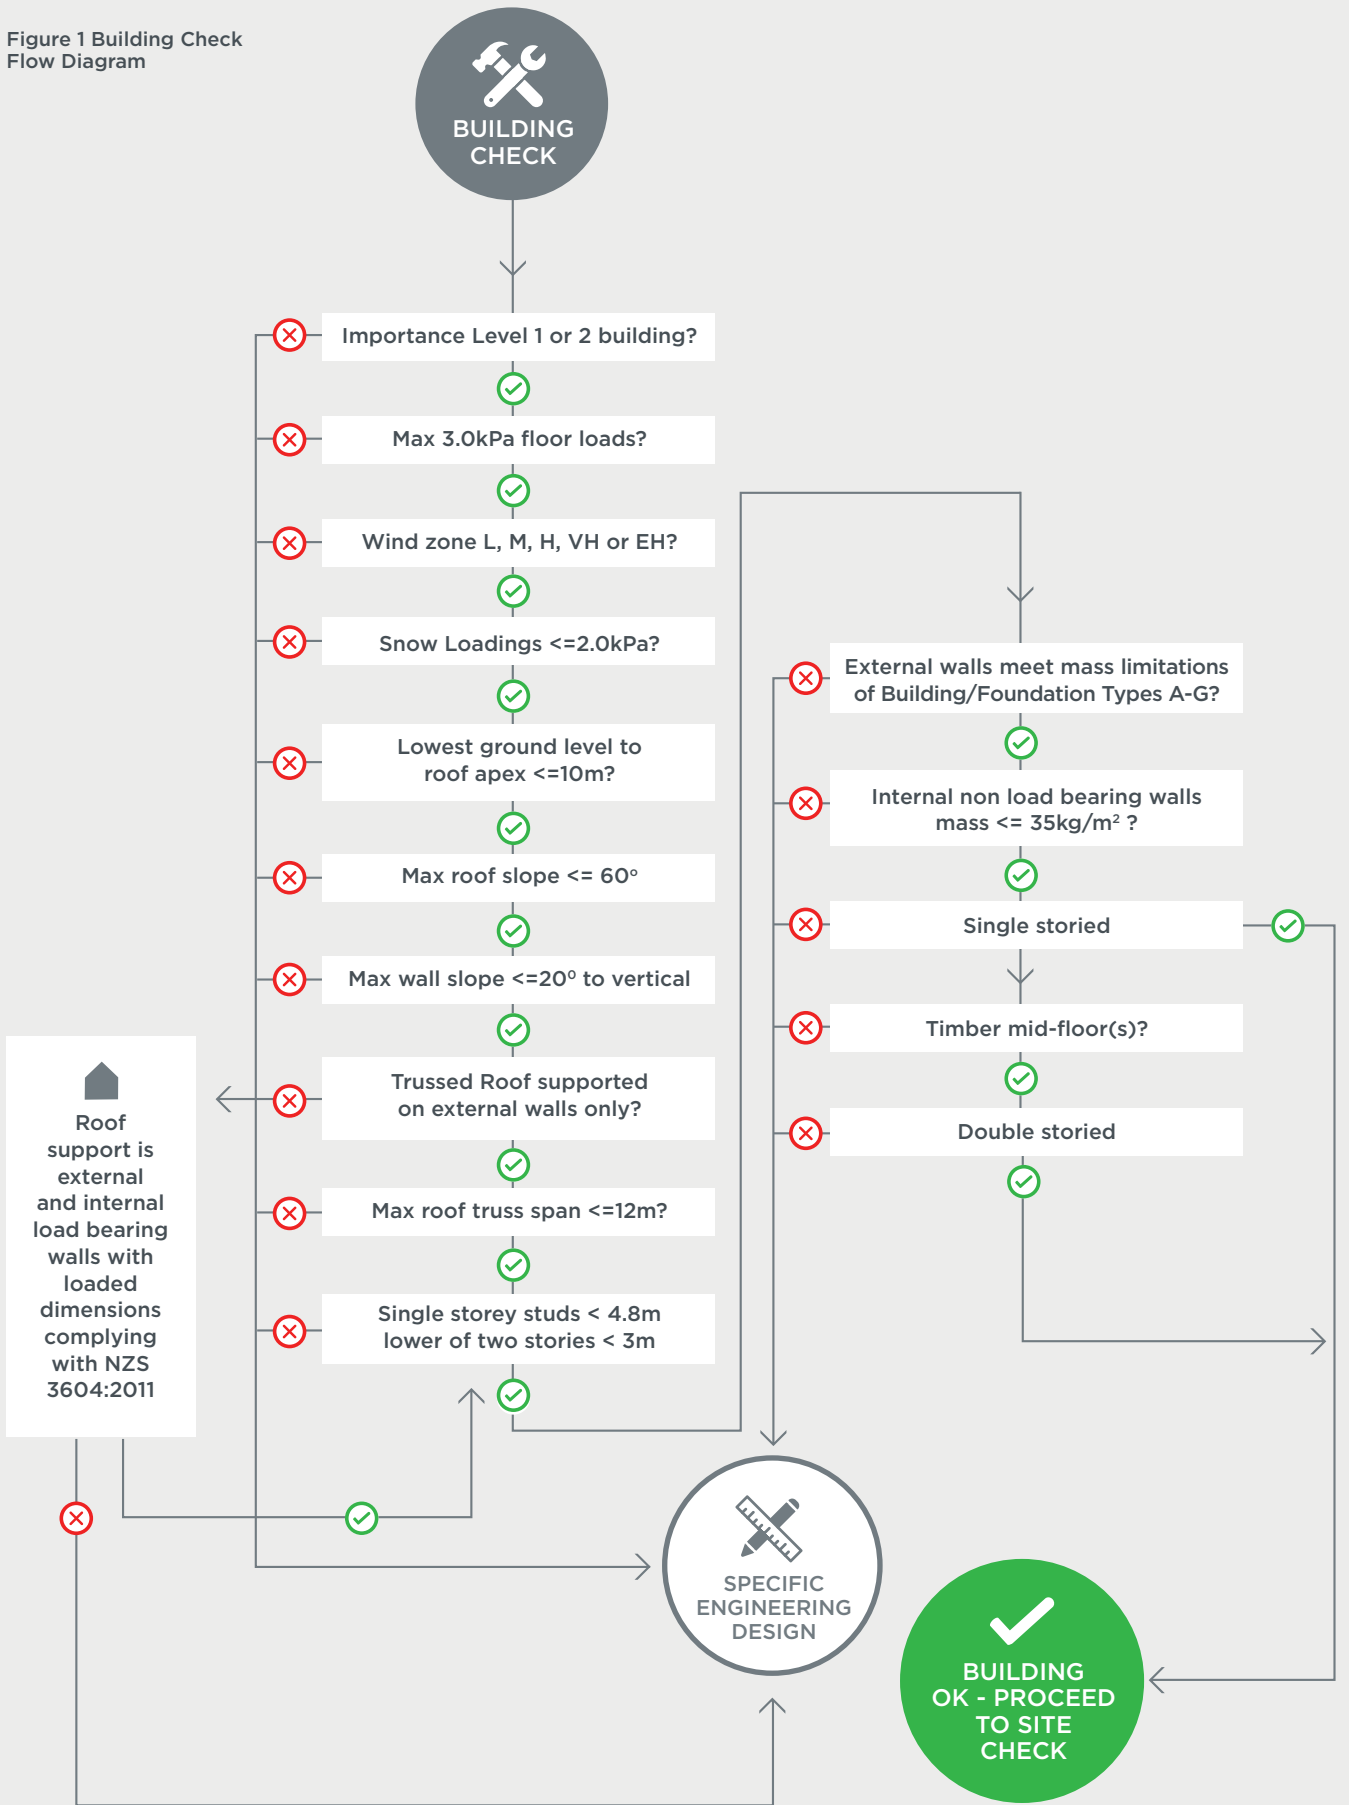 Figure 1 Building Check
Flow Diagram
BUILDING
CHECK
Importance Level 1 or 2 building?
Max 3.0kPa floor loads?
Wind zone L, M, H, VH or EH?
Snow Loadings <=2.0kPa?
Lowest ground level to
roof apex <=10m?
Max roof slope <= 60°
Max wall slope <=20° to vertical
Trussed Roof supported
on external walls only?
Max roof truss span <=12m?
Single storey studs < 4.8m
lower of two stories < 3m
Roof
support is
external
and internal
load bearing
walls with
loaded
dimensions
complying
with NZS
3604:2011
External walls meet mass limitations
of Building/Foundation Types A-G?
Internal non load bearing walls
mass <= 35kg/m² ?
Single storied
Timber mid-floor(s)?
Double storied
SPECIFIC
ENGINEERING
DESIGN
BUILDING
OK - PROCEED
TO SITE
CHECK